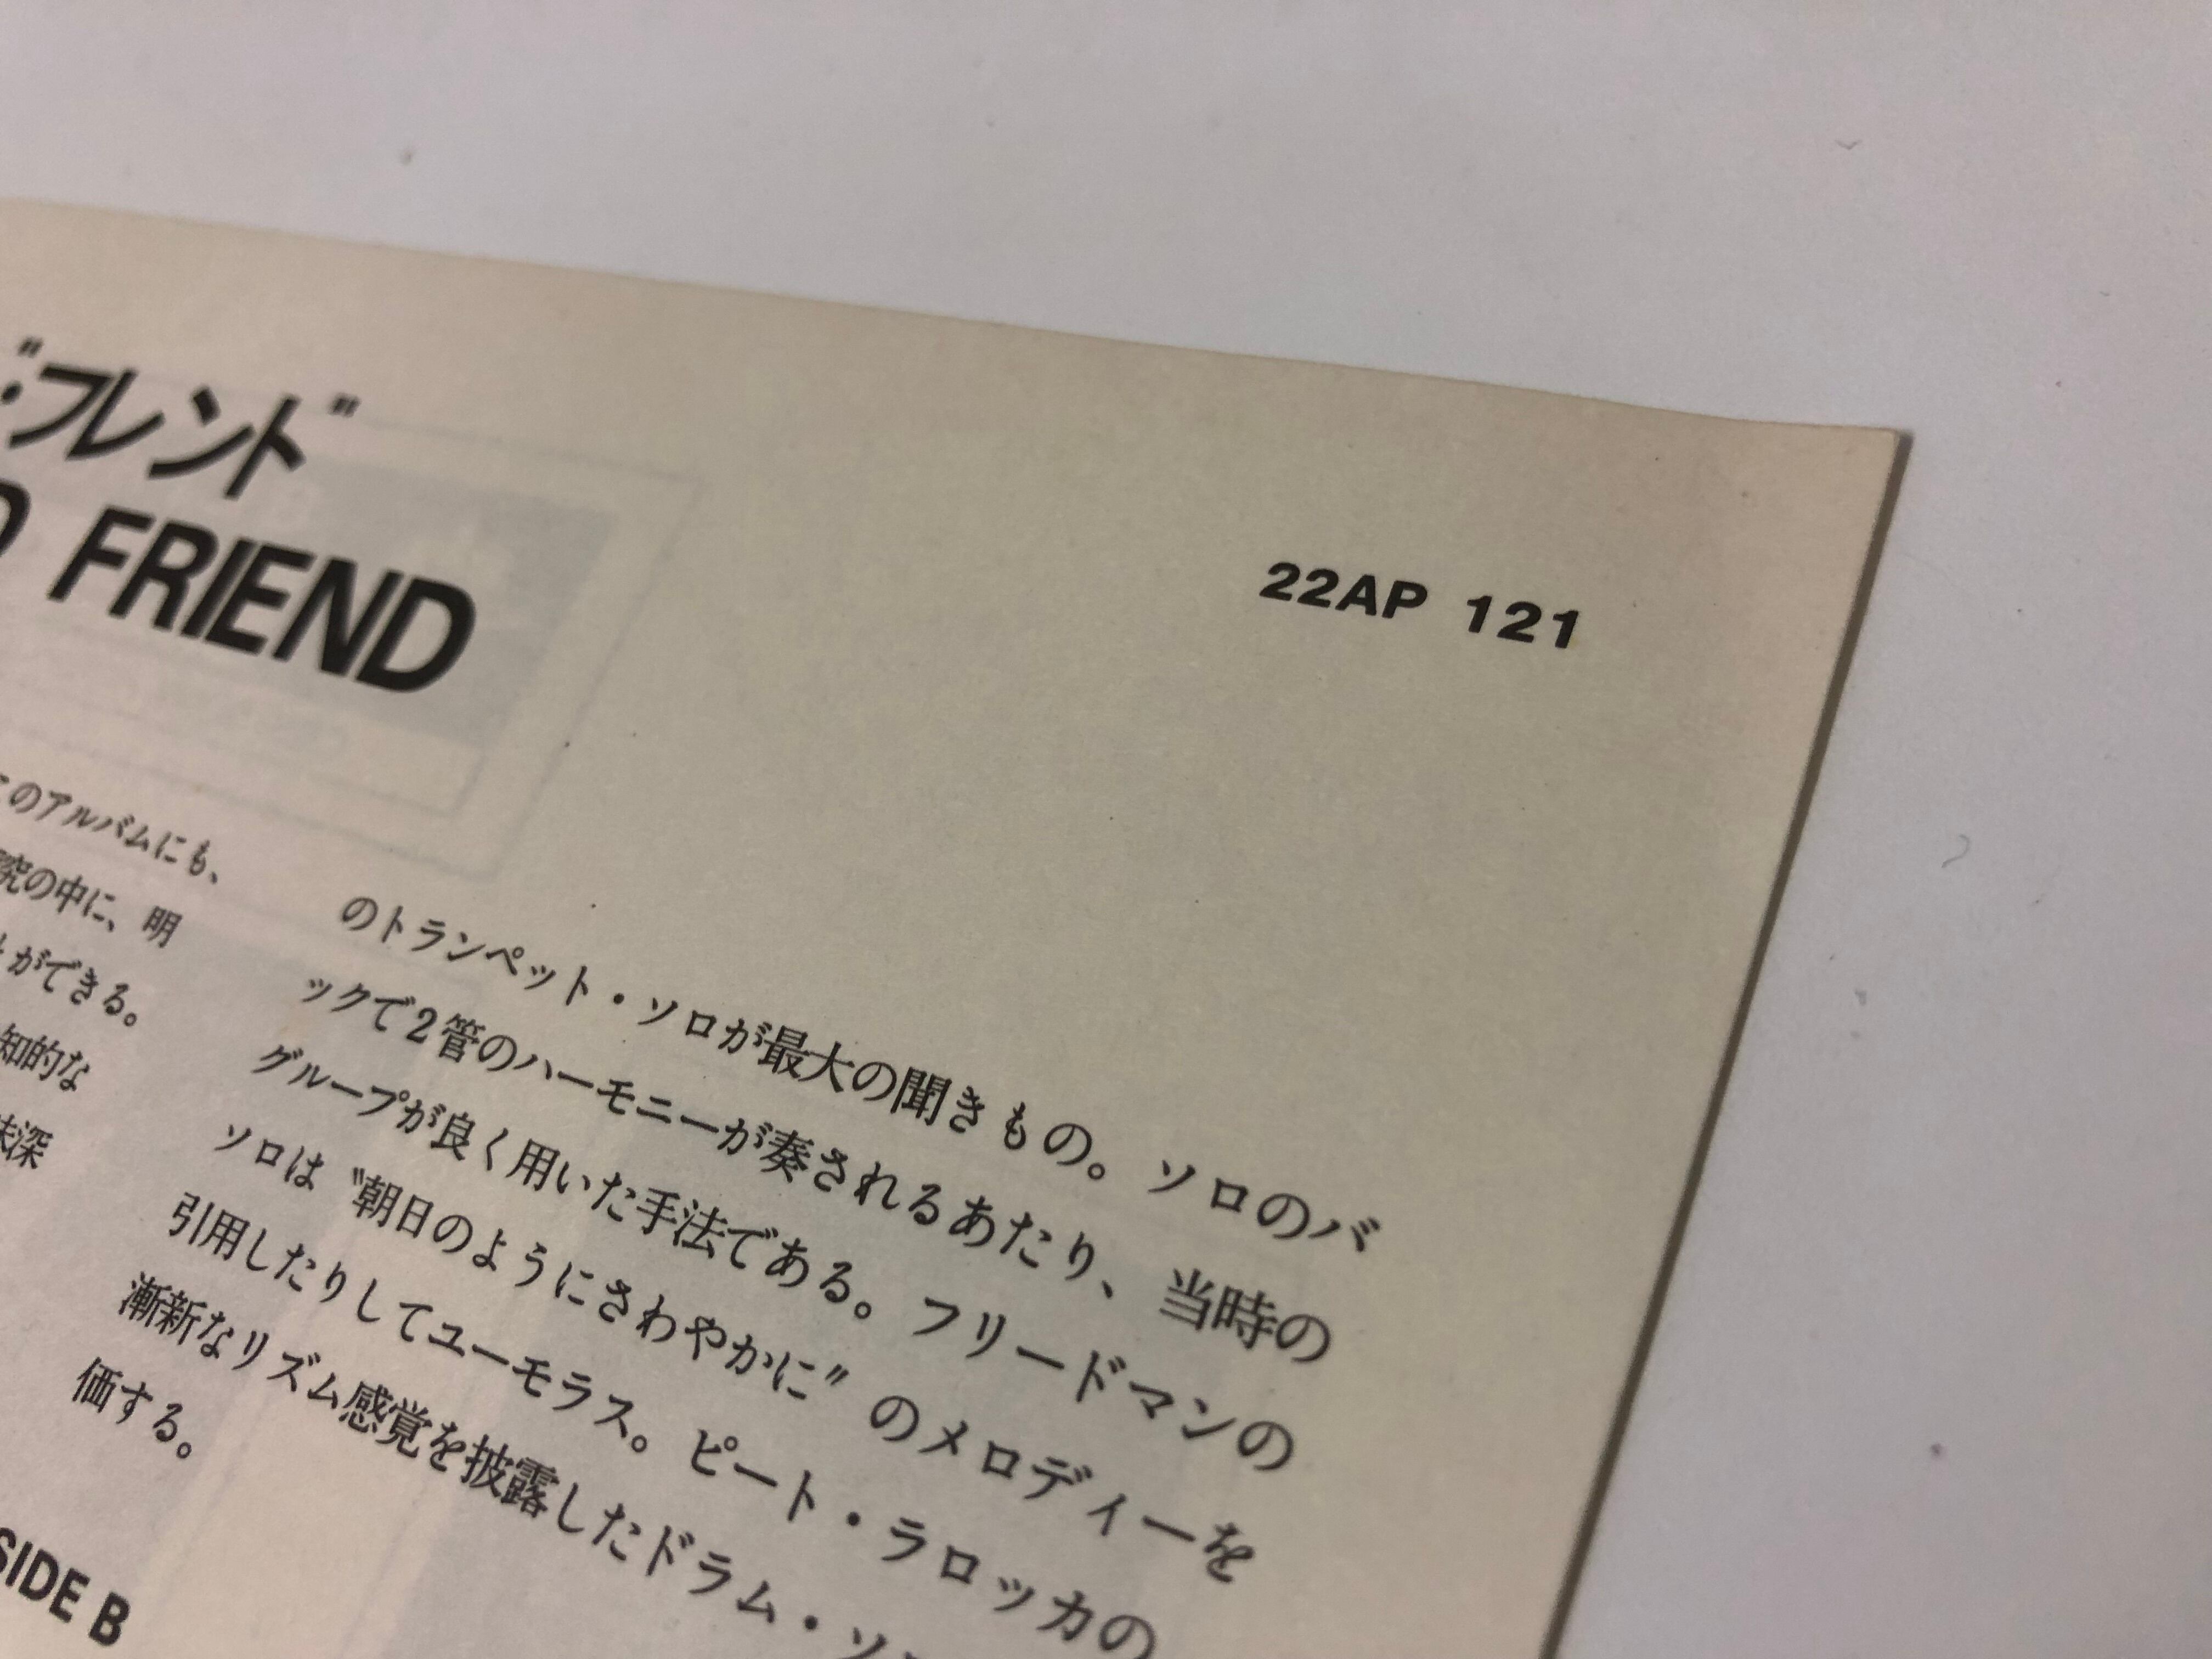 “フレンド”
FRIEND
22AP 121
このアルバムにも、
究の中に、明
とができる。
知的な
味深
のトランペット・ソロが最大の聞きもの。ソロのバ
ックで2管のハーモニーが奏されるあたり、当時の
グループが良く用いた手法である。フリードマンの
ソロは〝朝日のようにさわやかに〟のメロディーを
引用したりしてユーモラス。ピート・ラロッカの
漸新なリズム感覚を披露したドラム・ソ
価する。
SIDE B